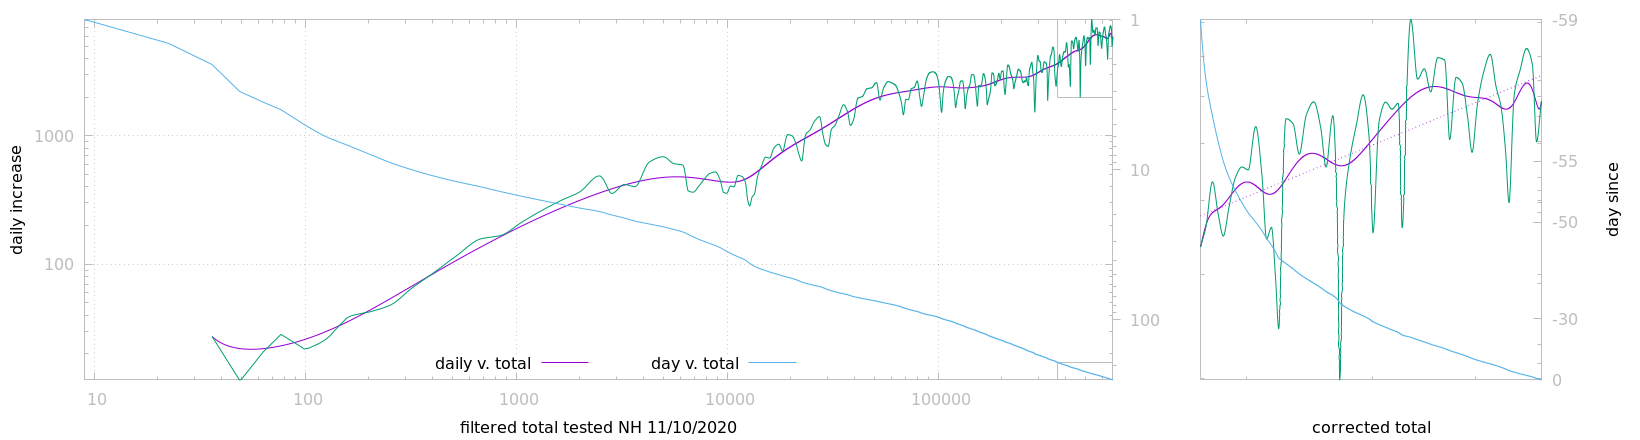 daily increase
1000
100
10
100
1000
10000
100000
1
10
100
daily v. total
day v. total
filtered total tested NH 11/10/2020
-59
-55
-50
-30
0
day since
corrected total